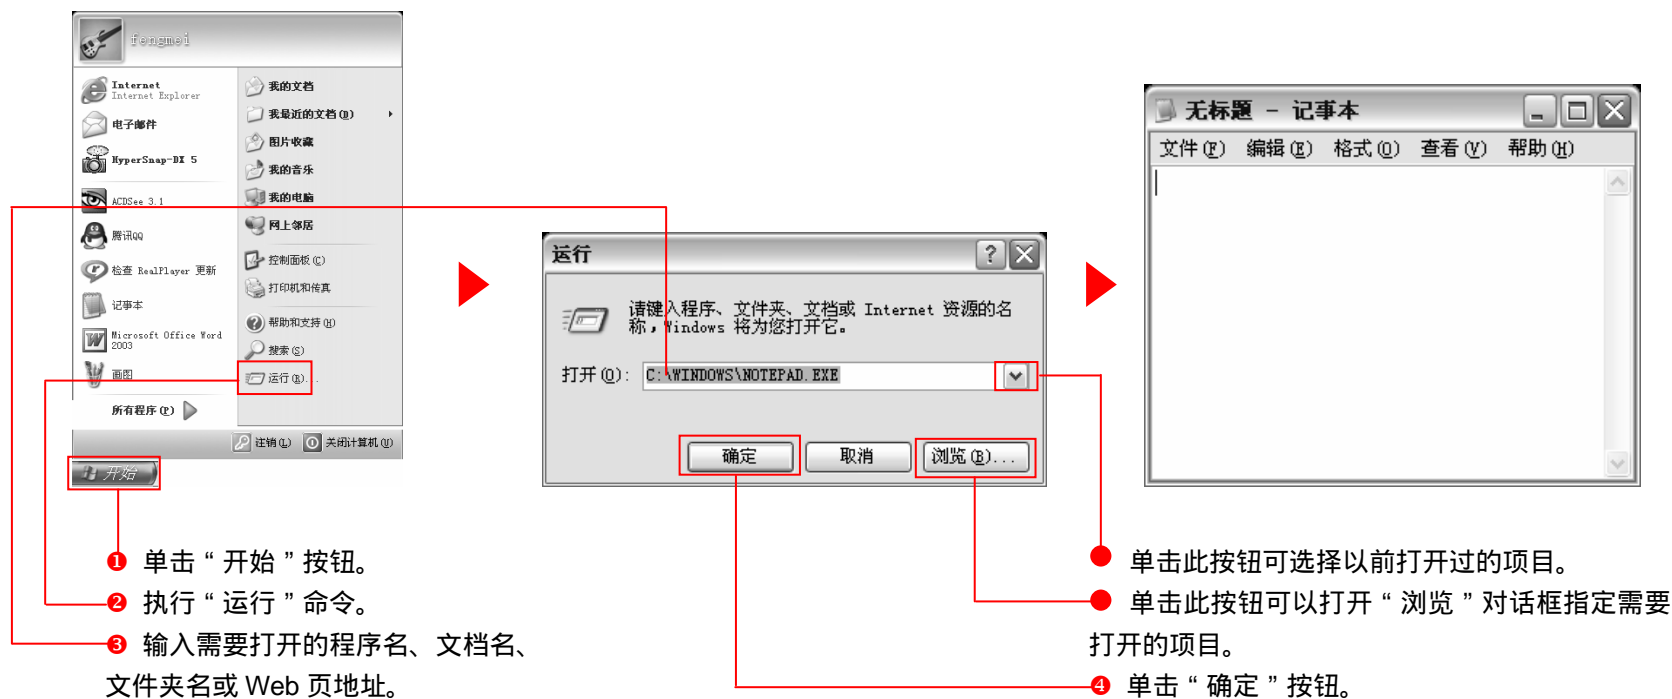 fengmei
Internet
Internet Explorer
电子邮件
HyperSnap-DX 5
ACDSee 3.1
腾讯QQ
检查 RealPlayer 更新
记事本
Microsoft Office Word
2003
画图
所有程序(P)
我的文档
我最近的文档(D)
图片收藏
我的音乐
我的电脑
网上邻居
控制面板(C)
打印机和传真
帮助和支持(H)
搜索(S)
运行(R)...
注销(L) 关闭计算机(U)
开始
运行
请键入程序、文件夹、文档或 Internet 资源的名
称，Windows 将为您打开它。
打开(O): C:\WINDOWS\NOTEPAD.EXE
确定 取消 浏览(B)...
无标题 - 记事本
文件(F) 编辑(E) 格式(O) 查看(V) 帮助(H)
❶ 单击“开始”按钮。
❷ 执行“运行”命令。
❸ 输入需要打开的程序名、文档名、
文件夹名或 Web 页地址。
● 单击此按钮可选择以前打开过的项目。
● 单击此按钮可以打开“浏览”对话框指定需要
打开的项目。
❹ 单击“确定”按钮。